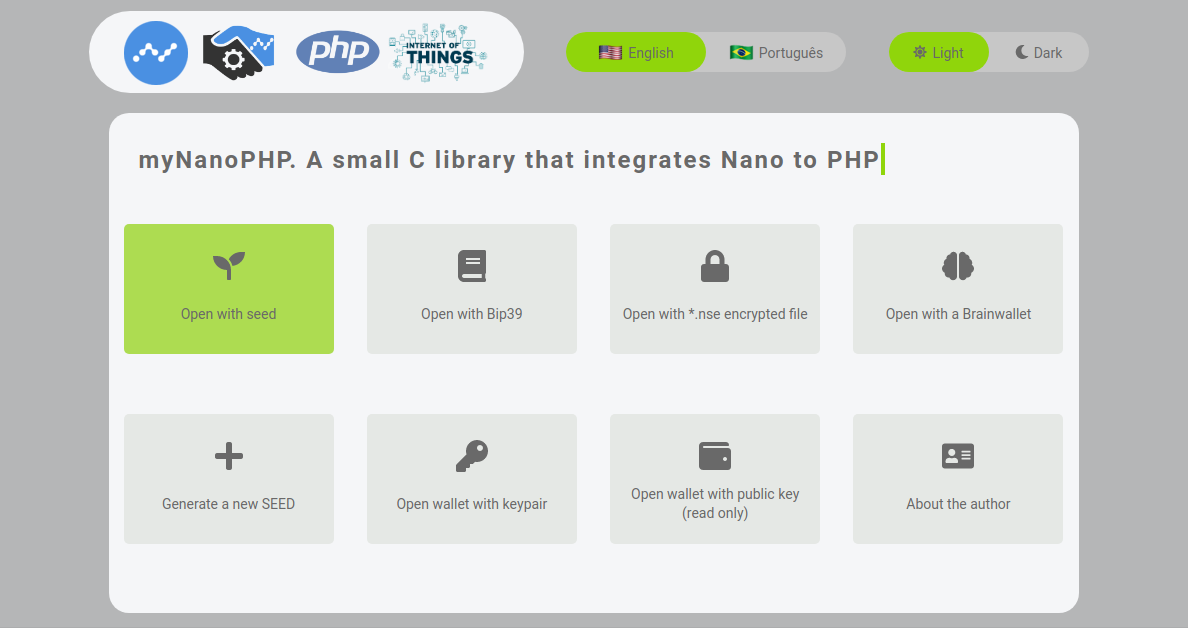 php
INTERNET OF
THINGS
English
Português
Light
Dark
myNanoPHP. A small C library that integrates Nano to PHP
Open with seed
Open with Bip39
Open with *.nse encrypted file
Open with a Brainwallet
Generate a new SEED
Open wallet with keypair
Open wallet with public key
(read only)
About the author